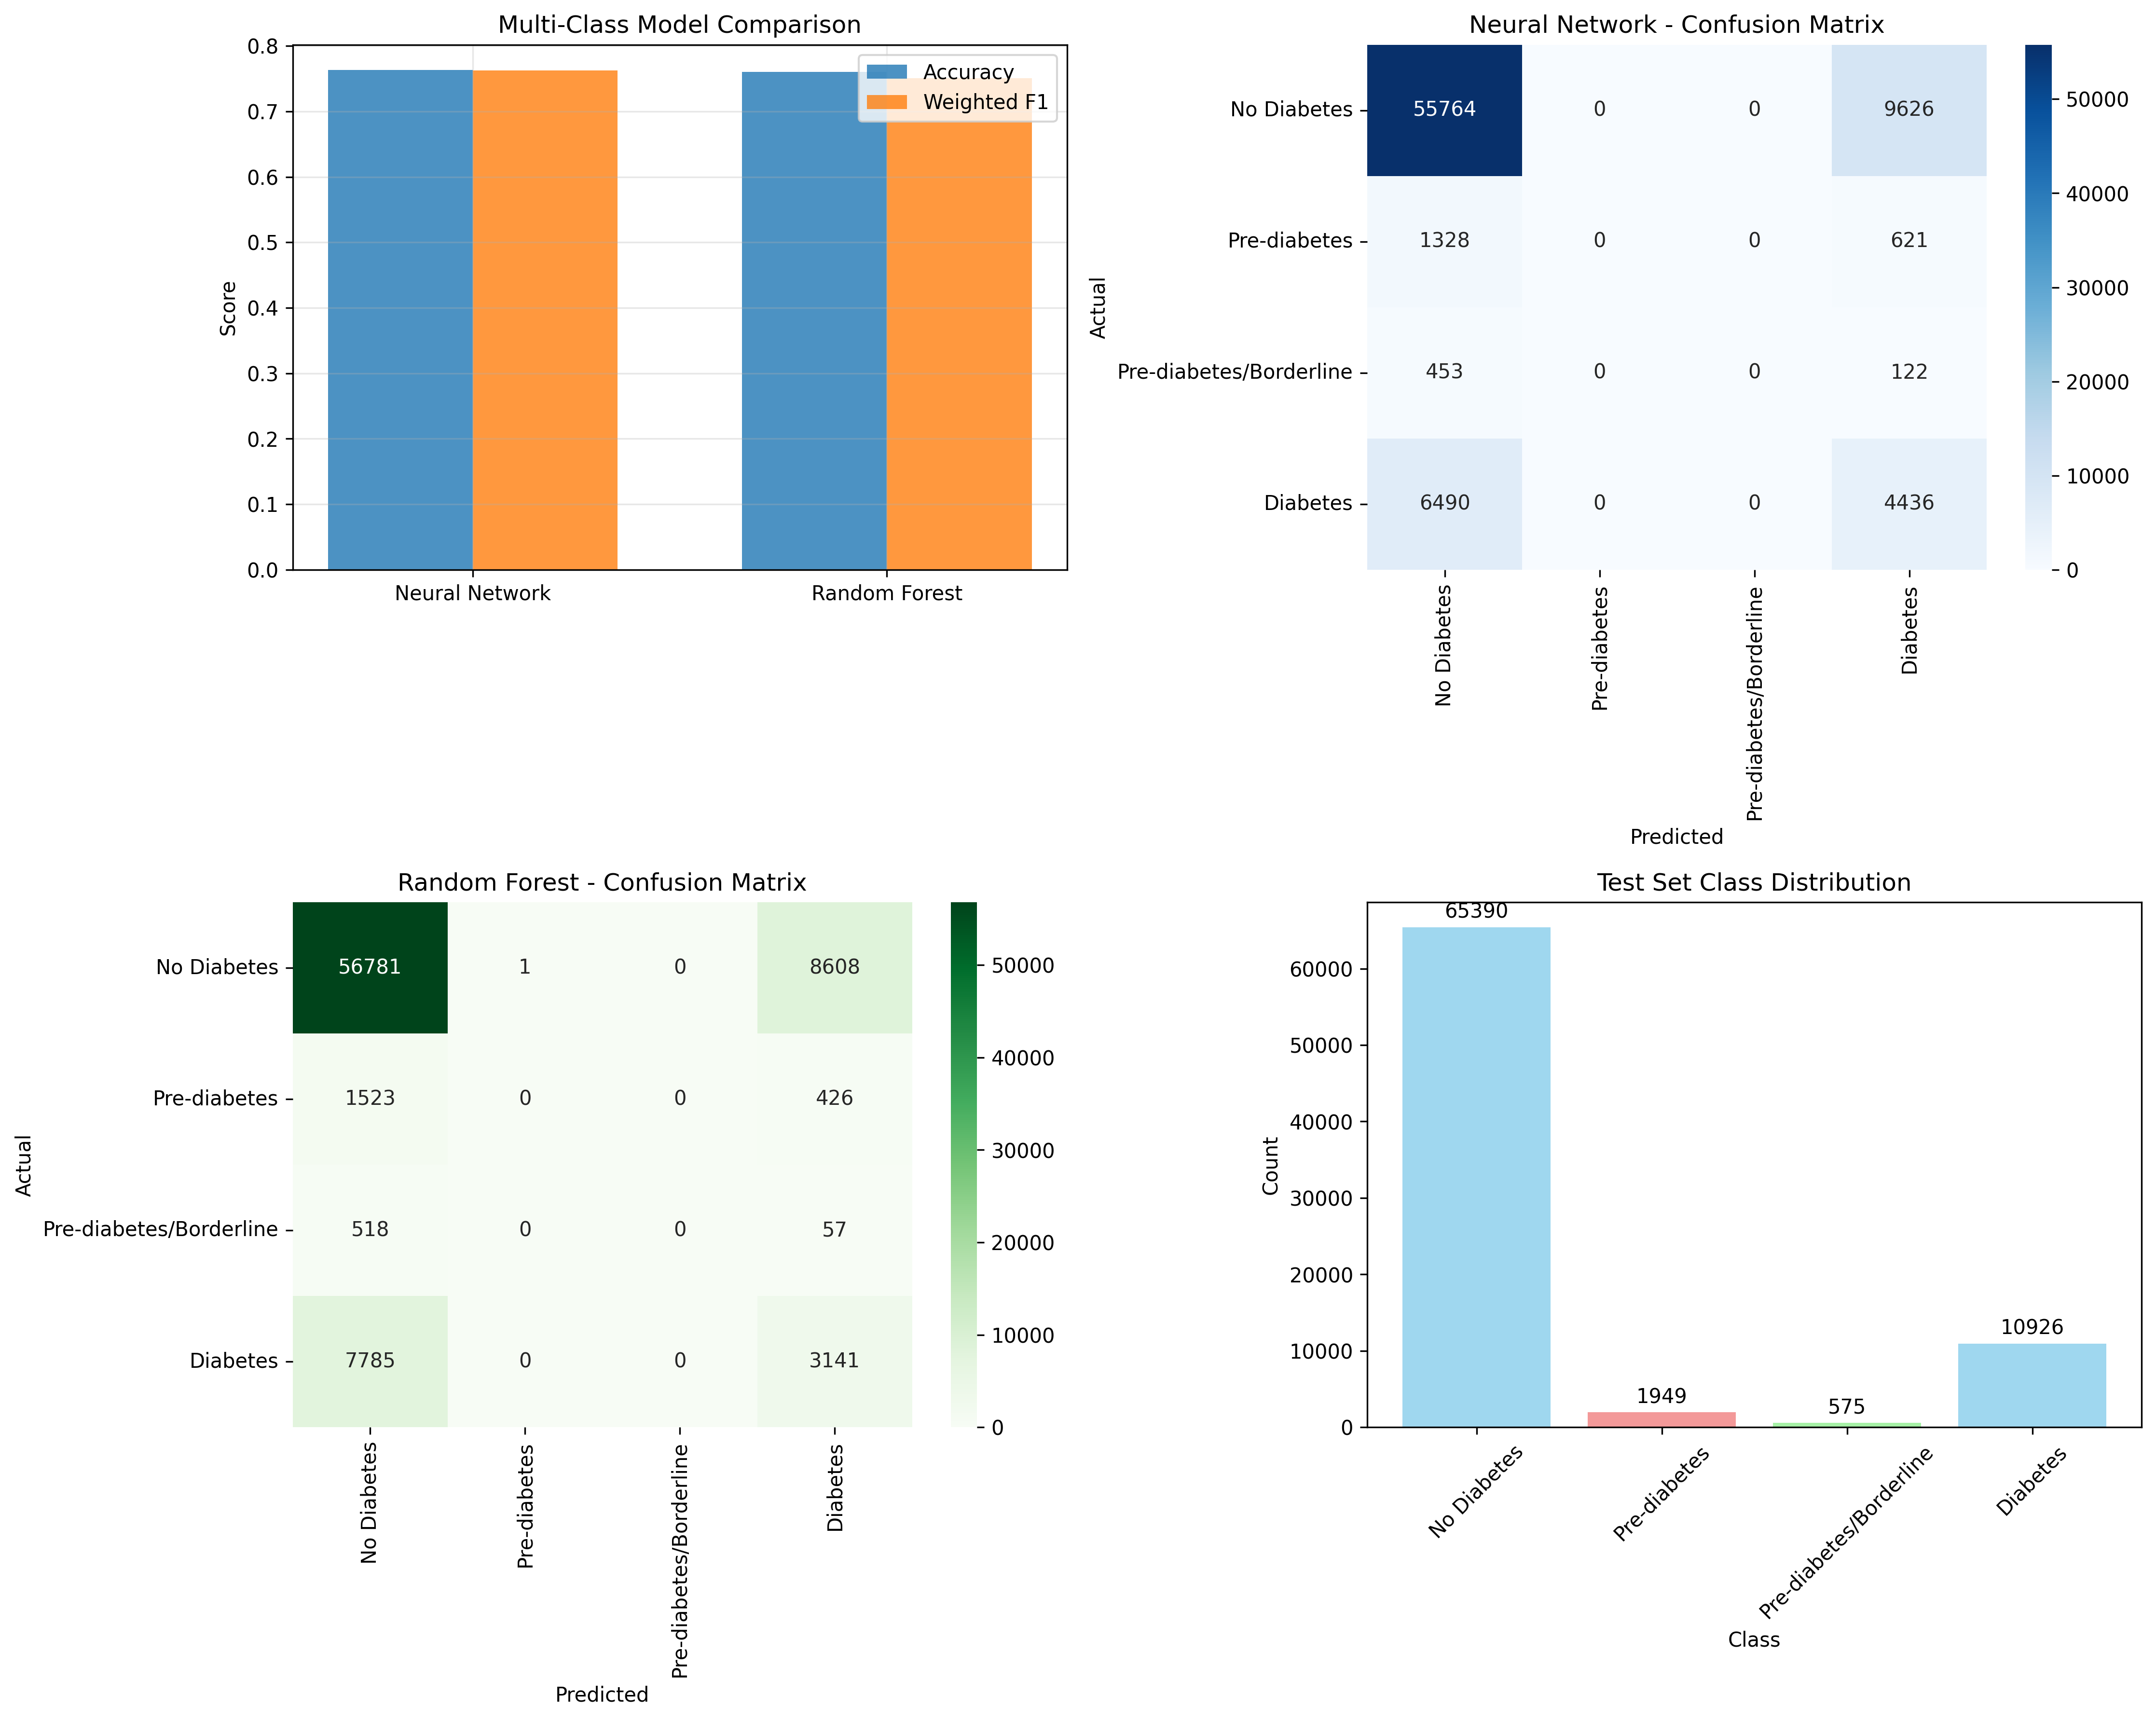 Multi-Class Model Comparison
Accuracy
Weighted F1
0.8
0.7
0.6
0.5
0.4
0.3
0.2
0.1
0.0
Score
Neural Network
Random Forest
Neural Network - Confusion Matrix
Actual
No Diabetes
55764 0 0 9626
Pre-diabetes
1328 0 0 621
Pre-diabetes/Borderline
453 0 0 122
Diabetes
6490 0 0 4436
50000
40000
30000
20000
10000
0
No Diabetes
Pre-diabetes
Pre-diabetes/Borderline
Diabetes
Predicted
Random Forest - Confusion Matrix
Actual
No Diabetes
56781 1 0 8608
Pre-diabetes
1523 0 0 426
Pre-diabetes/Borderline
518 0 0 57
Diabetes
7785 0 0 3141
50000
40000
30000
20000
10000
0
No Diabetes
Pre-diabetes
Pre-diabetes/Borderline
Diabetes
Predicted
Test Set Class Distribution
65390
1949
575
10926
60000
50000
40000
30000
20000
10000
0
Count
No Diabetes
Pre-diabetes
Pre-diabetes/Borderline
Diabetes
Class